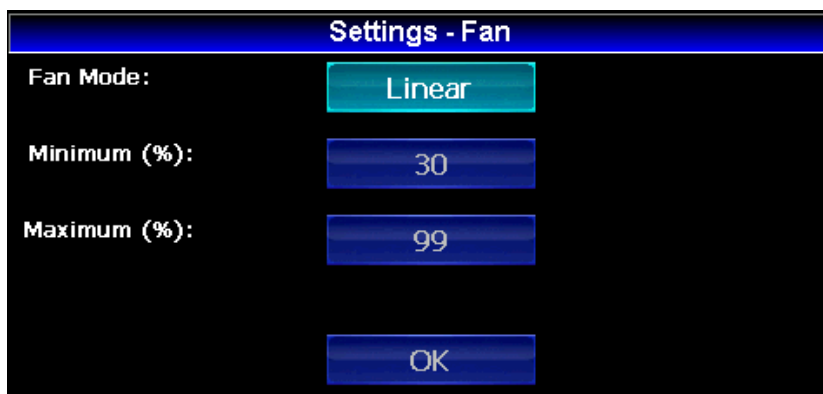 Settings - Fan
Fan Mode: Linear
Minimum (%): 30
Maximum (%): 99
OK